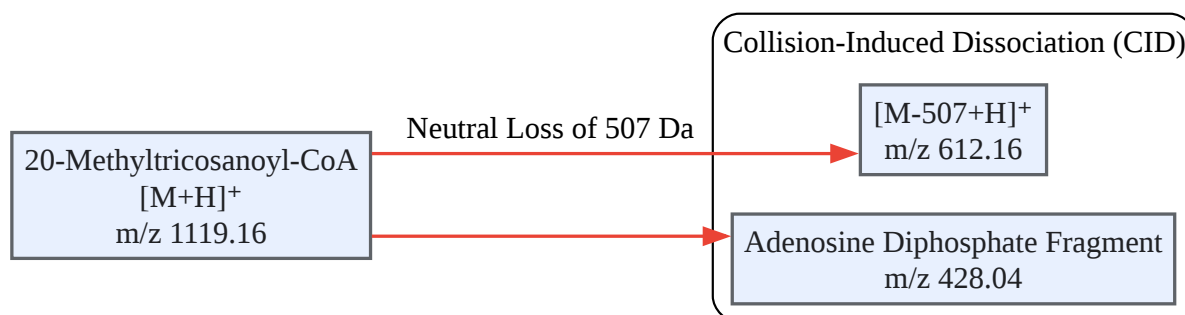 Collision-Induced Dissociation (CID)
Neutral Loss of 507 Da
20-Methyltricosanoyl-CoA
[M+H]⁺
m/z 1119.16
[M-507+H]⁺
m/z 612.16
Adenosine Diphosphate Fragment
m/z 428.04